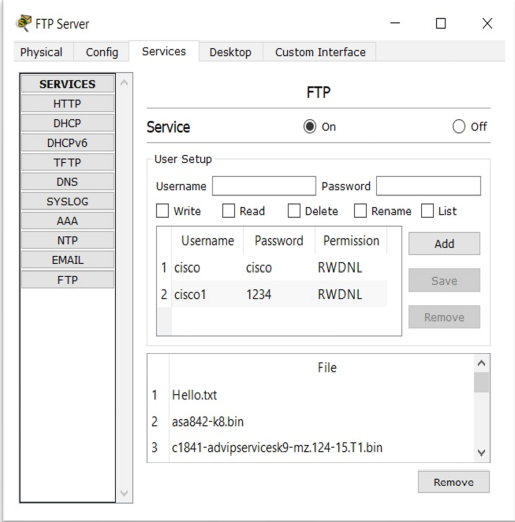 FTP Server
Physical Config Services Desktop Custom Interface
SERVICES
HTTP
DHCP
DHCPv6
TFTP
DNS
SYSLOG
AAA
NTP
EMAIL
FTP
FTP
Service On Off
User Setup
Username Password
Write Read Delete Rename List
Username Password Permission
1 cisco cisco RWDNL
2 cisco1 1234 RWDNL
Add
Save
Remove
File
1 Hello.txt
2 asa842-k8.bin
3 c1841-advipservicesk9-mz.124-15.T1.bin
Remove